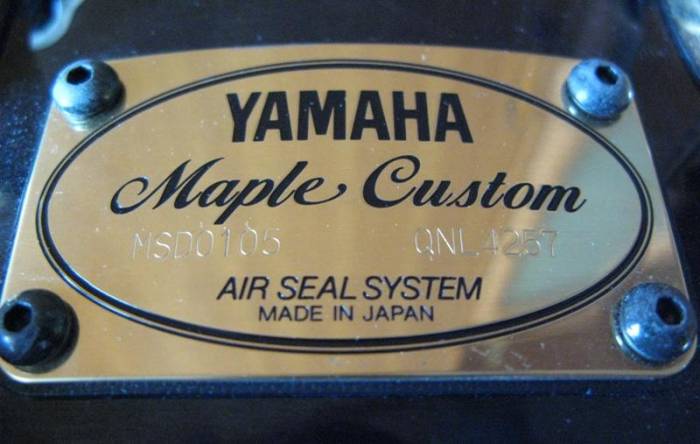 YAMAHA
Maple Custom
MSD0105 QNL4257
AIR SEAL SYSTEM
MADE IN JAPAN